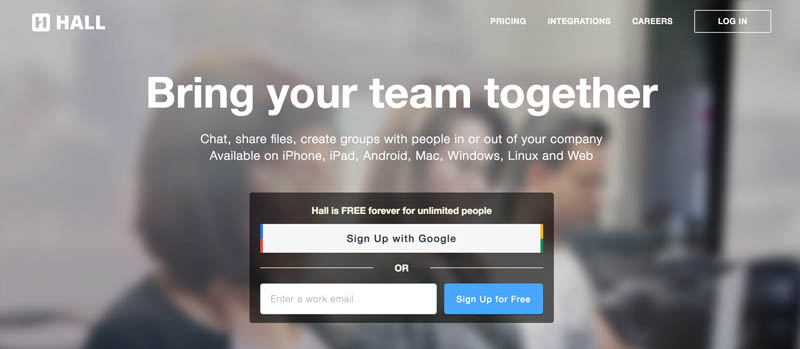 HALL
PRICING
INTEGRATIONS
CAREERS
LOG IN
Bring your team together
Chat, share files, create groups with people in or out of your company
Available on iPhone, iPad, Android, Mac, Windows, Linux and Web
Hall is FREE forever for unlimited people
Sign Up with Google
OR
Enter a work email
Sign Up for Free